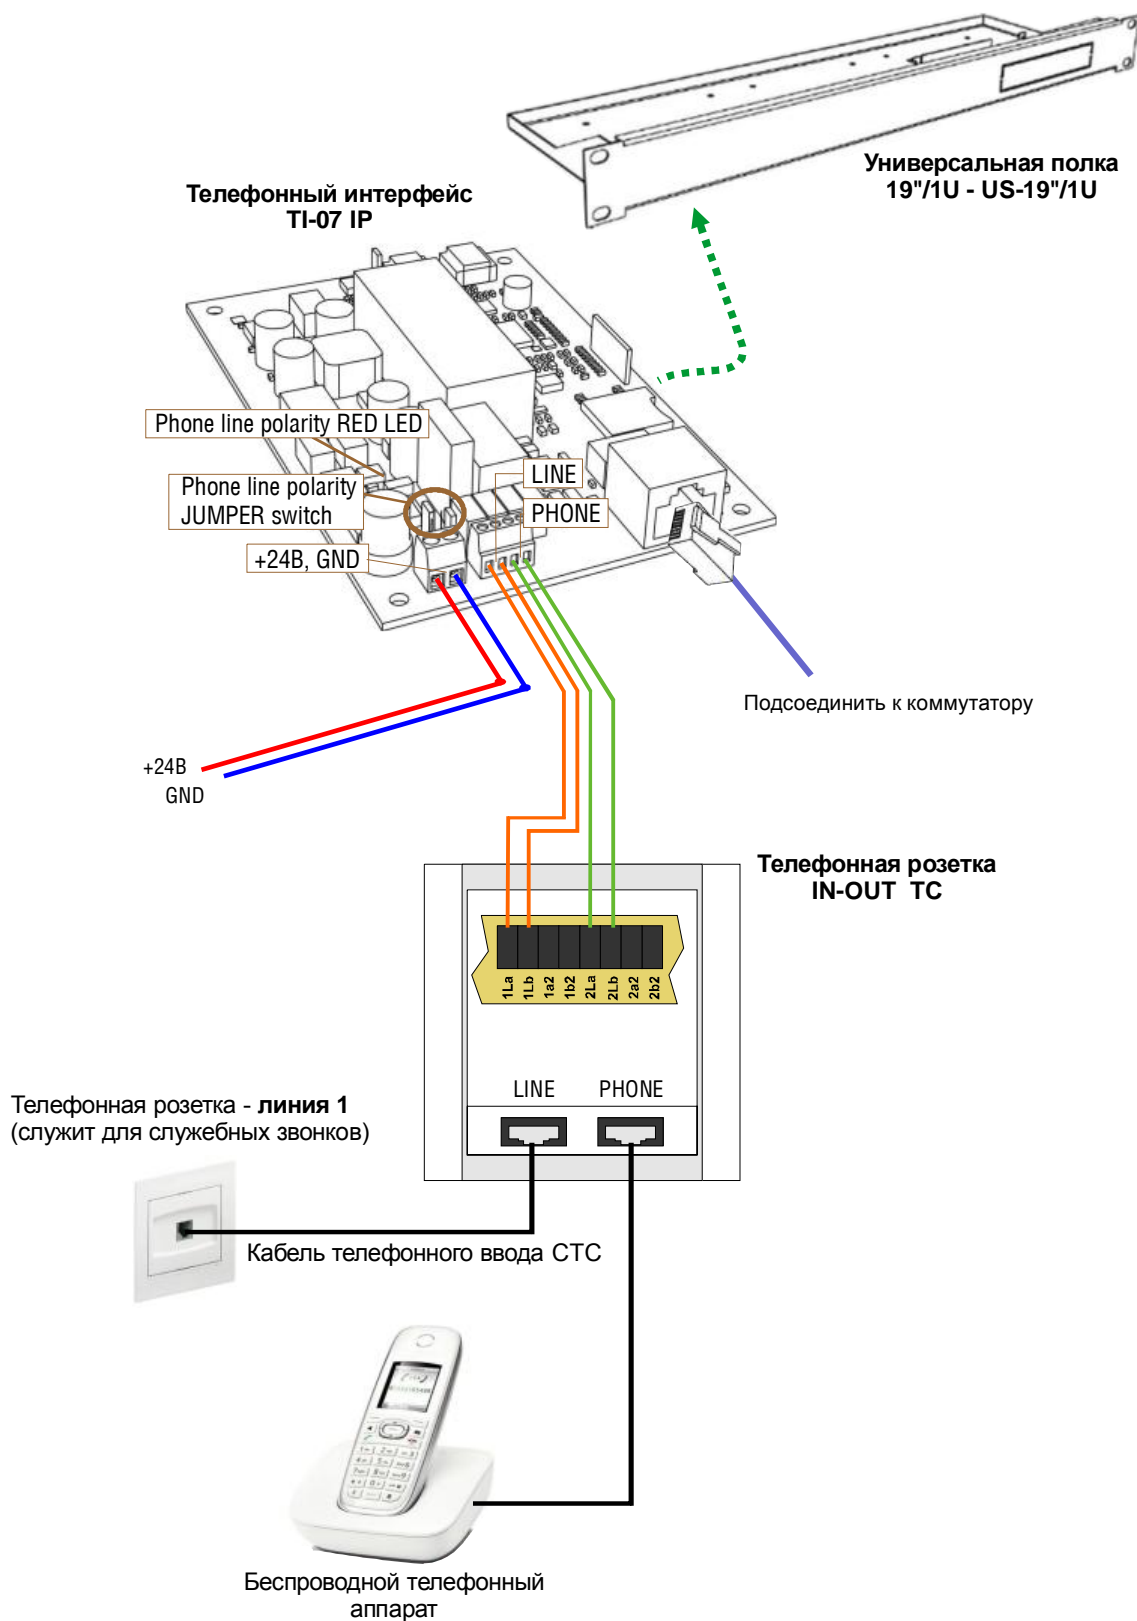 Универсальная полка
19"/1U - US-19"/1U
Телефонный интерфейс
TI-07 IP
Phone line polarity RED LED
LINE
Phone line polarity
JUMPER switch
PHONE
+24В, GND
Подсоединить к коммутатору
+24В
GND
Телефонная розетка
IN-OUT TC
1La
1Lb
1a2
1b2
2La
2Lb
2a2
2b2
LINE
PHONE
Телефонная розетка - линия 1
(служит для служебных звонков)
Кабель телефонного ввода СТС
Беспроводной телефонный
аппарат